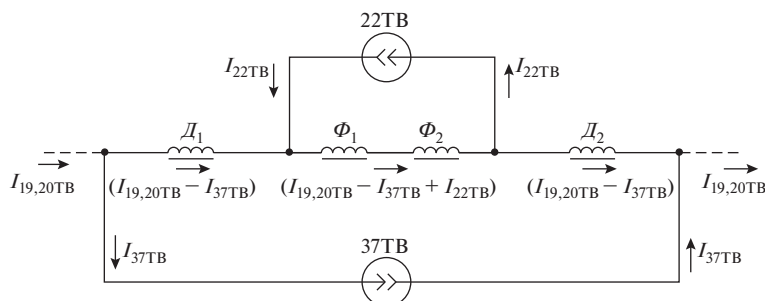 22ТВ
I22ТВ I22ТВ
Д1 Ф1 Ф2 Д2
I19,20ТВ (I19,20ТВ − I37ТВ) (I19,20ТВ − I37ТВ + I22ТВ) (I19,20ТВ − I37ТВ) I19,20ТВ
37ТВ
I37ТВ I37ТВ